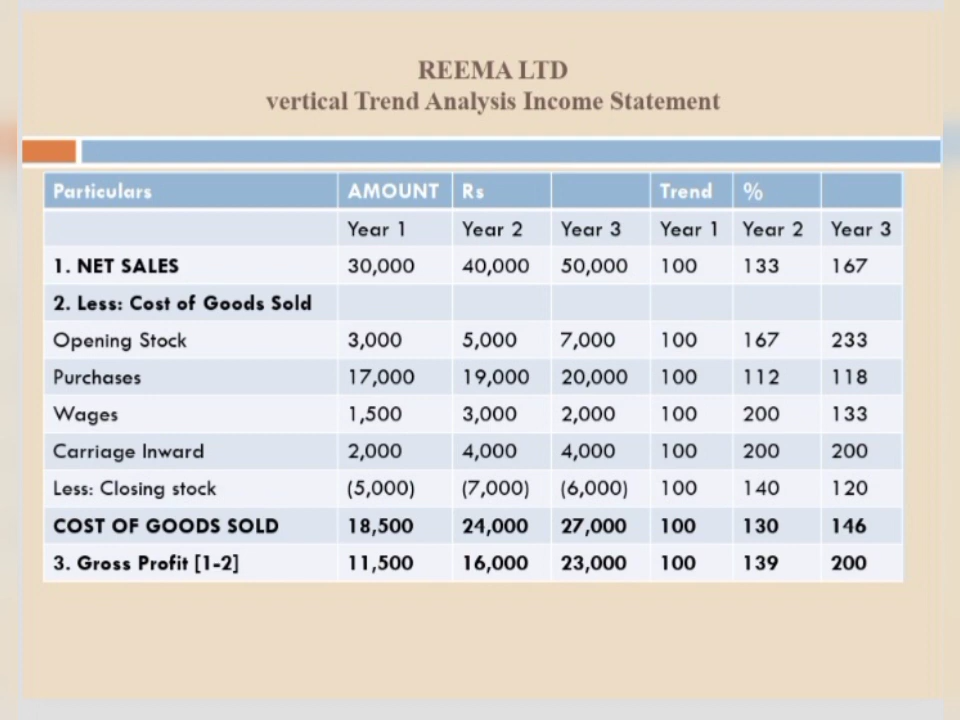 REEMA LTD
vertical Trend Analysis Income Statement
Particulars AMOUNT Rs Trend %
Year 1 Year 2 Year 3 Year 1 Year 2 Year 3
1. NET SALES 30,000 40,000 50,000 100 133 167
2. Less: Cost of Goods Sold
Opening Stock 3,000 5,000 7,000 100 167 233
Purchases 17,000 19,000 20,000 100 112 118
Wages 1,500 3,000 2,000 100 200 133
Carriage Inward 2,000 4,000 4,000 100 200 200
Less: Closing stock (5,000) (7,000) (6,000) 100 140 120
COST OF GOODS SOLD 18,500 24,000 27,000 100 130 146
3. Gross Profit [1-2] 11,500 16,000 23,000 100 139 200